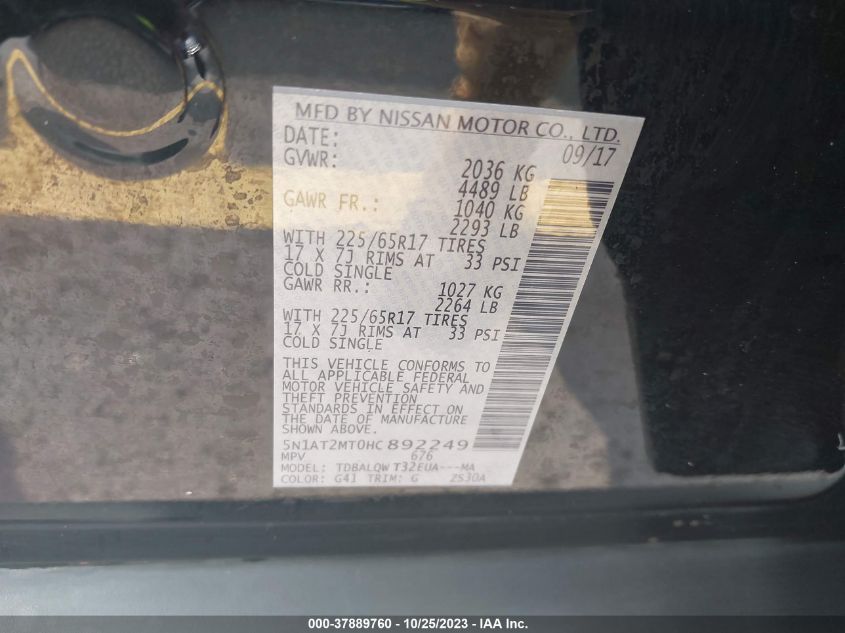 MFD BY NISSAN MOTOR CO., LTD.
DATE: 09/17
GVWR: 2036 KG
4489 LB
GAWR FR.: 1040 KG
2293 LB
WITH 225/65R17 TIRES
17 X 7J RIMS AT 33 PSI
COLD SINGLE
GAWR RR.: 1027 KG
2264 LB
WITH 225/65R17 TIRES
17 X 7J RIMS AT 33 PSI
COLD SINGLE
THIS VEHICLE CONFORMS TO
ALL APPLICABLE FEDERAL
MOTOR VEHICLE SAFETY AND
THEFT PREVENTION
STANDARDS IN EFFECT ON
THE DATE OF MANUFACTURE
SHOWN ABOVE.
5N1AT2MT0HC892249
MPV 676
MODEL: TDBALQW T32EUA---MA
COLOR: G41 TRIM: G ZS30A
000-37889760 - 10/25/2023 - IAA Inc.